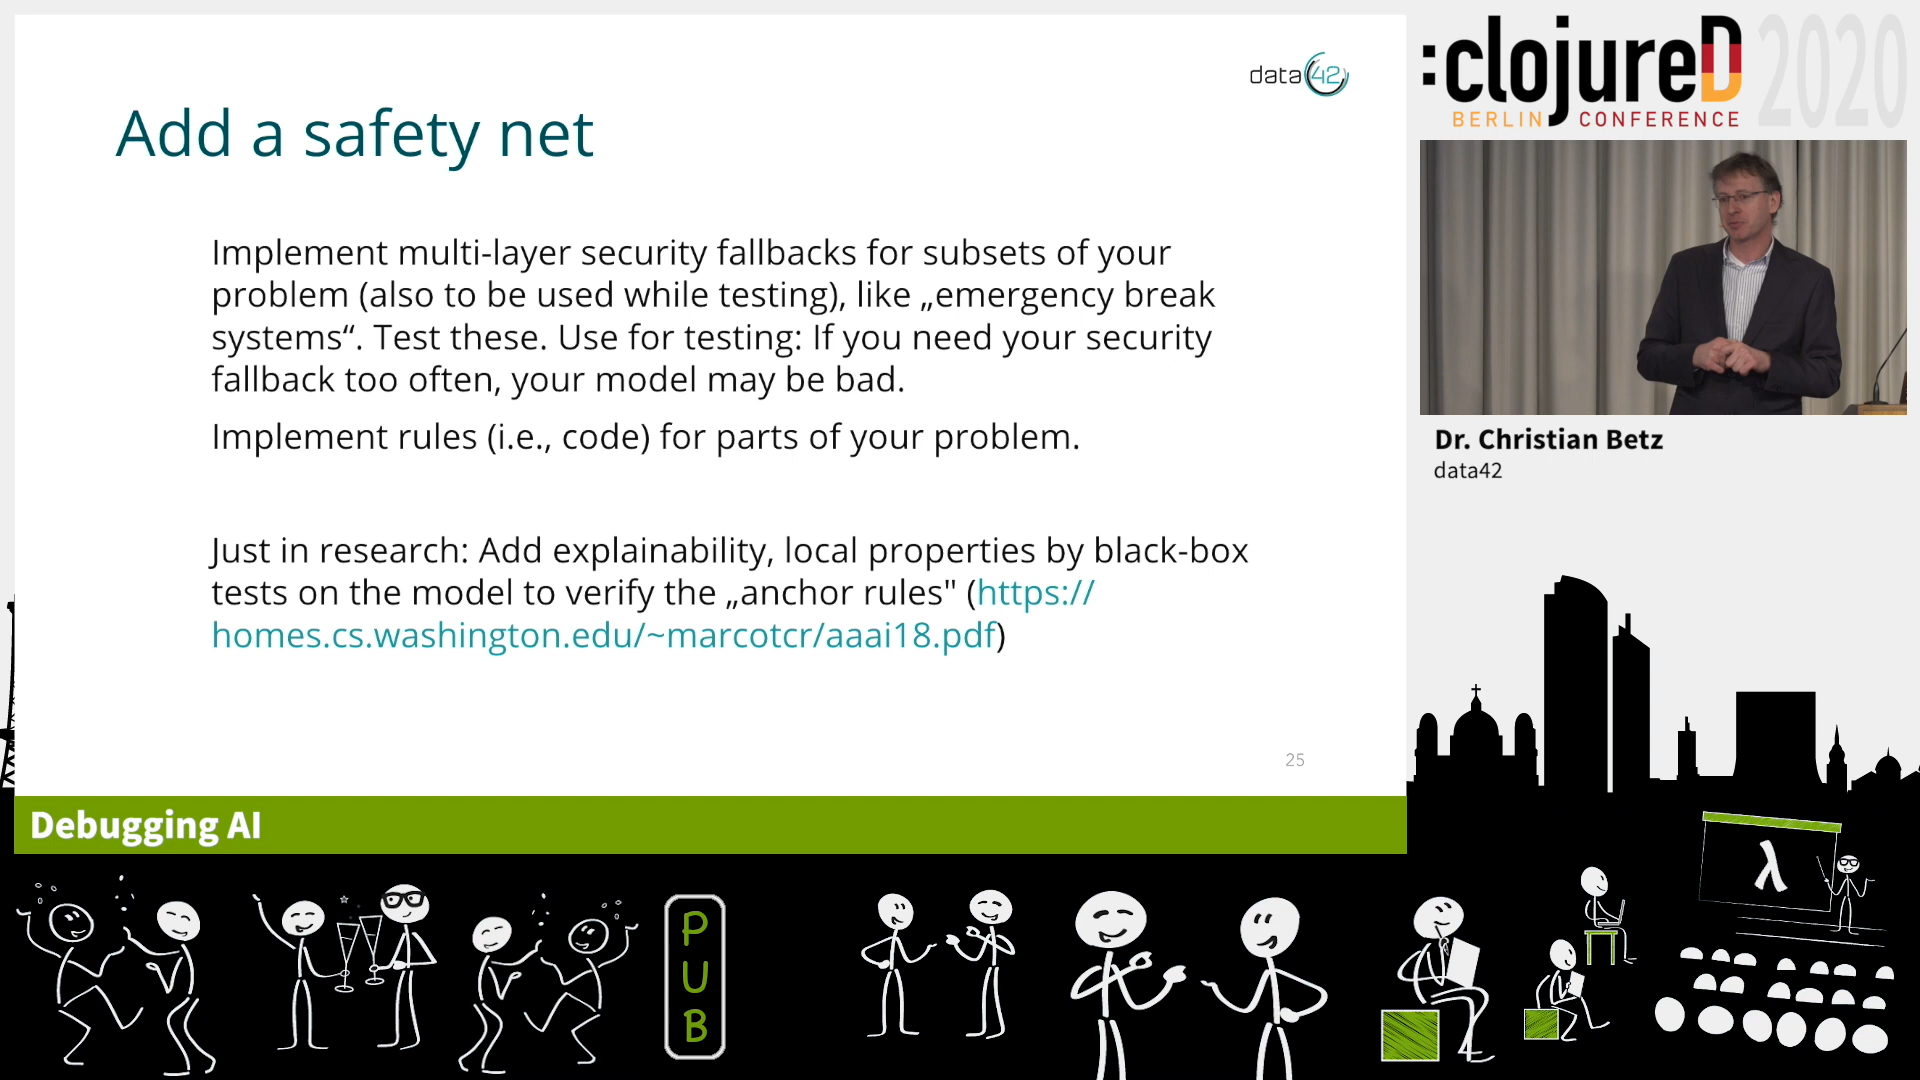 data 42
Add a safety net
Implement multi-layer security fallbacks for subsets of your
problem (also to be used while testing), like „emergency break
systems“. Test these. Use for testing: If you need your security
fallback too often, your model may be bad.
Implement rules (i.e., code) for parts of your problem.
Just in research: Add explainability, local properties by black-box
tests on the model to verify the „anchor rules" (https://
homes.cs.washington.edu/~marcotcr/aaai18.pdf)
25
Debugging AI
:clojureD 2020
BERLIN CONFERENCE
Dr. Christian Betz
data42
PUB
λ